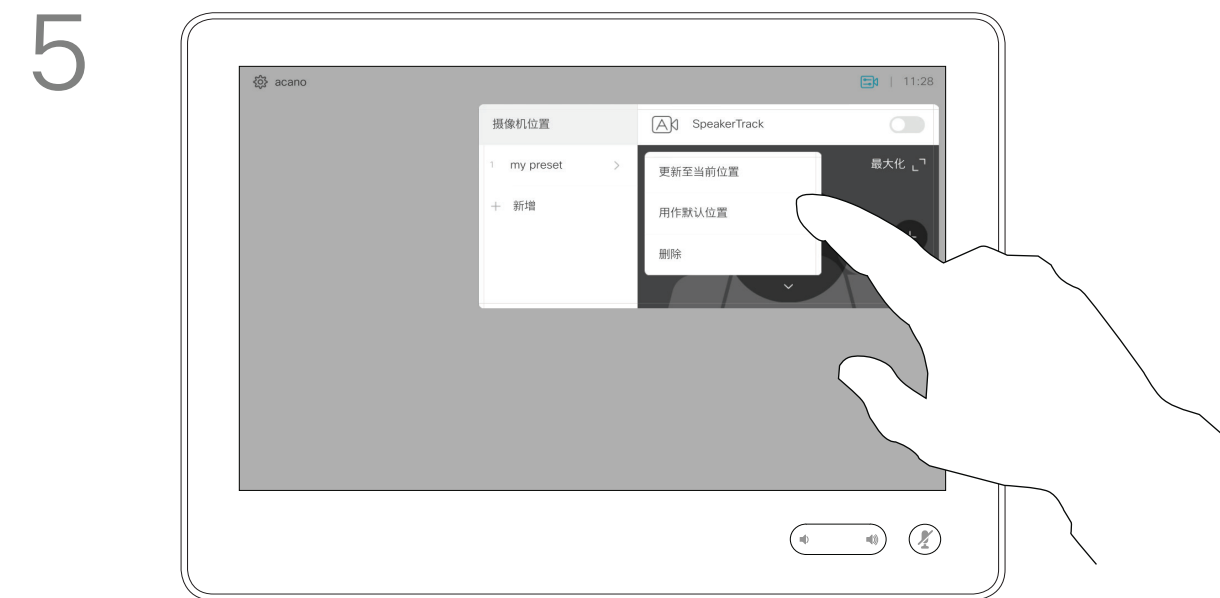 5
acano
11:28
摄像机位置
SpeakerTrack
1 my preset
更新至当前位置
最大化
新增
用作默认位置
删除